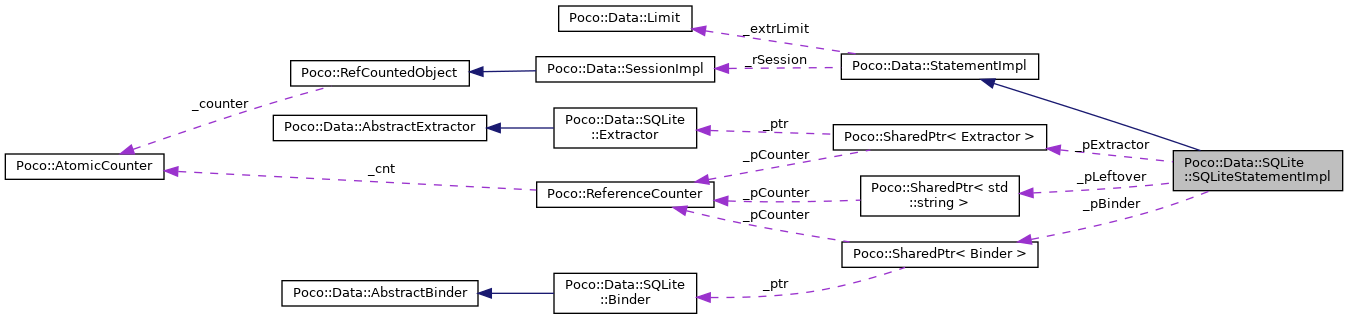 Poco::Data::Limit
_extrLimit
Poco::RefCountedObject
Poco::Data::SessionImpl
_rSession
Poco::Data::StatementImpl
_counter
Poco::Data::AbstractExtractor
Poco::Data::SQLite
::Extractor
_ptr
Poco::SharedPtr< Extractor >
_pExtractor
Poco::AtomicCounter
_cnt
_pCounter
Poco::Data::SQLite
::SQLiteStatementImpl
Poco::ReferenceCounter
_pCounter
Poco::SharedPtr< std
::string >
_pLeftover
_pCounter
_pBinder
Poco::SharedPtr< Binder >
Poco::Data::AbstractBinder
Poco::Data::SQLite
::Binder
_ptr